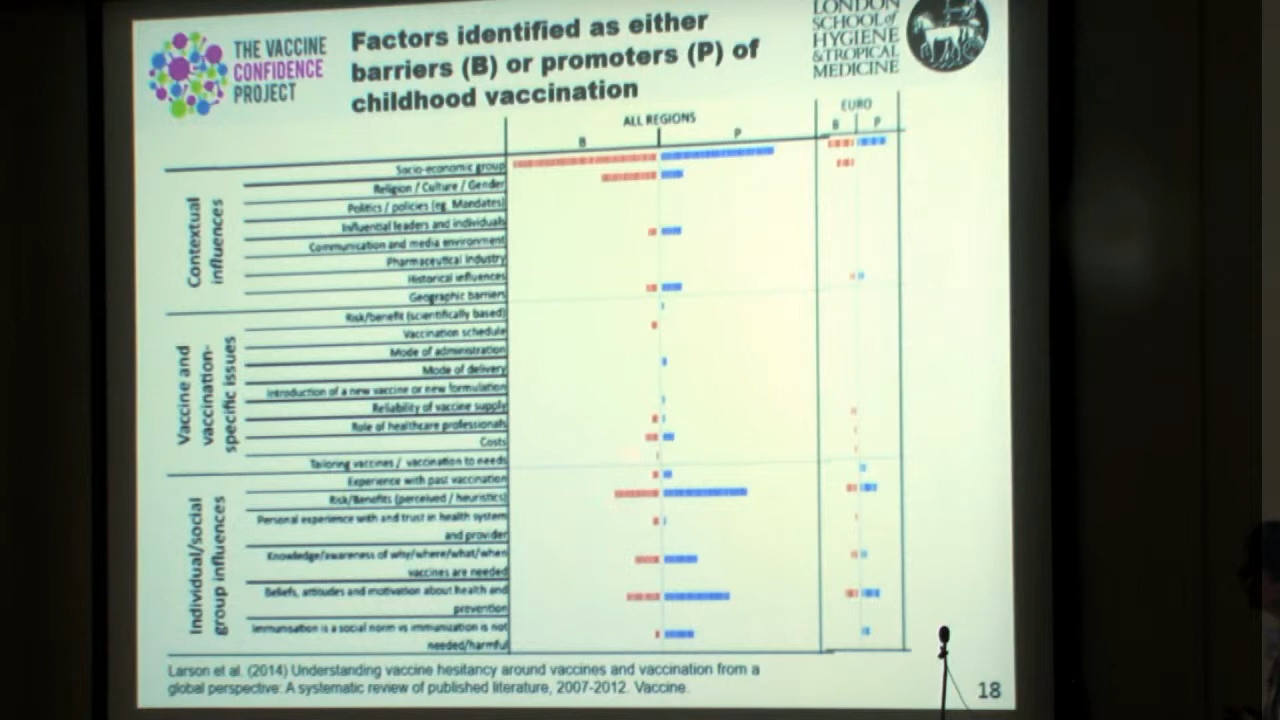 THE VACCINE
CONFIDENCE
PROJECT
Factors identified as either
barriers (B) or promoters (P) of
childhood vaccination
LONDON
SCHOOL of
HYGIENE
& TROPICAL
MEDICINE
ALL REGIONS
EURO
B
P
B
P
Contextual
influences
Socio-economic group
Religion / Culture / Gender
Politics / policies (eg. Mandates)
Influential leaders and individuals
Communication and media environment
Pharmaceutical industry
Historical influences
Geographic barriers
Vaccine and
vaccination-
specific issues
Risk/benefit (scientifically based)
Vaccination schedule
Mode of administration
Mode of delivery
Introduction of a new vaccine or new formulation
Reliability of vaccine supply
Role of healthcare professionals
Costs
Tailoring vaccines / vaccination to needs
Individual/social
group influences
Experience with past vaccination
Risk/Benefits (perceived / heuristics)
Personal experience with and trust in health system
and provider
Knowledge/awareness of why/where/what/when
vaccines are needed
Beliefs, attitudes and motivation about health and
prevention
Immunisation is a social norm vs immunization is not
needed/harmful
Larson et al. (2014) Understanding vaccine hesitancy around vaccines and vaccination from a
global perspective: A systematic review of published literature, 2007-2012. Vaccine.
18